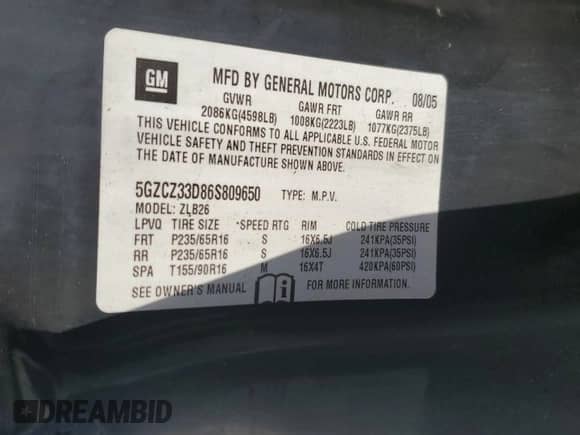 GM
MFD BY GENERAL MOTORS CORP. 08/05
GVWR GAWR FRT GAWR RR
2086KG(4598LB) 1008KG(2223LB) 1077KG(2375LB)
THIS VEHICLE CONFORMS TO ALL APPLICABLE U.S. FEDERAL MOTOR
VEHICLE SAFETY AND THEFT PREVENTION STANDARDS IN EFFECT ON
THE DATE OF MANUFACTURE SHOWN ABOVE.
5GZCZ33D86S809650 TYPE: M.P.V.
MODEL: ZLB26
LPVQ TIRE SIZE *SPEED RTG RIM COLD TIRE PRESSURE
FRT P235/65R16 S 16X6.5J 241KPA(35PSI)
RR P235/65R16 S 16X6.5J 241KPA(35PSI)
SPA T155/90R16 M 16X4T 420KPA(60PSI)
SEE OWNER'S MANUAL i FOR MORE INFORMATION.
DREAMBID